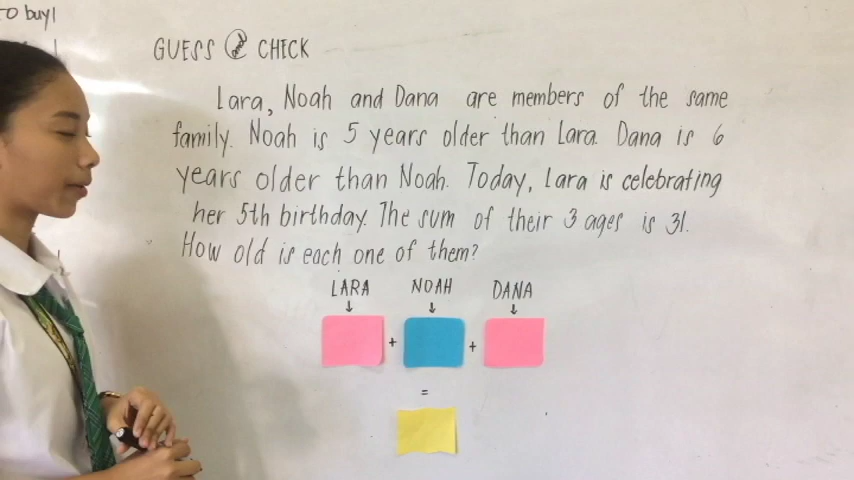 to buy!
GUESS and CHECK
Lara, Noah and Dana are members of the same
family. Noah is 5 years older than Lara. Dana is 6
years older than Noah. Today, Lara is celebrating
her 5th birthday. The sum of their 3 ages is 31.
How old is each one of them?
LARA NOAH DANA
↓ ↓ ↓
+ +
=